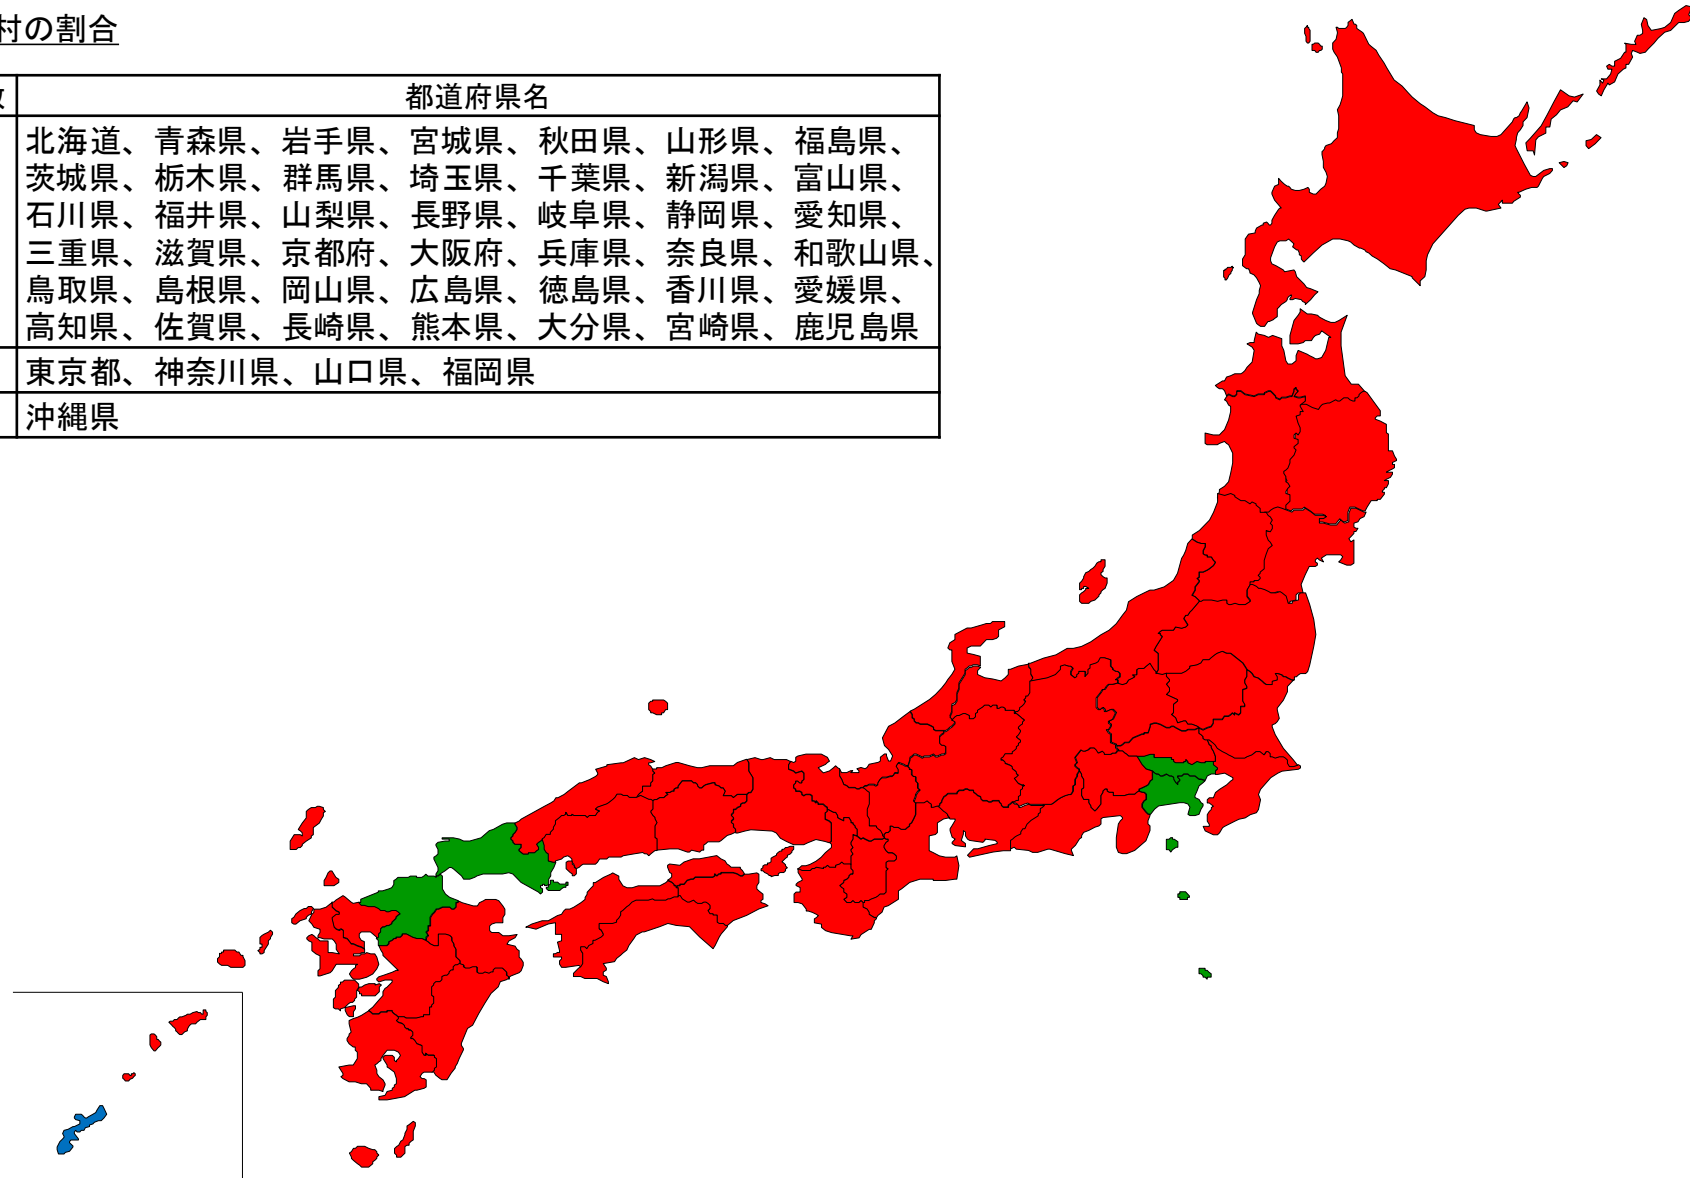 村の割合
数 都道府県名
北海道、青森県、岩手県、宮城県、秋田県、山形県、福島県、
茨城県、栃木県、群馬県、埼玉県、千葉県、新潟県、富山県、
石川県、福井県、山梨県、長野県、岐阜県、静岡県、愛知県、
三重県、滋賀県、京都府、大阪府、兵庫県、奈良県、和歌山県、
鳥取県、島根県、岡山県、広島県、徳島県、香川県、愛媛県、
高知県、佐賀県、長崎県、熊本県、大分県、宮崎県、鹿児島県
東京都、神奈川県、山口県、福岡県
沖縄県